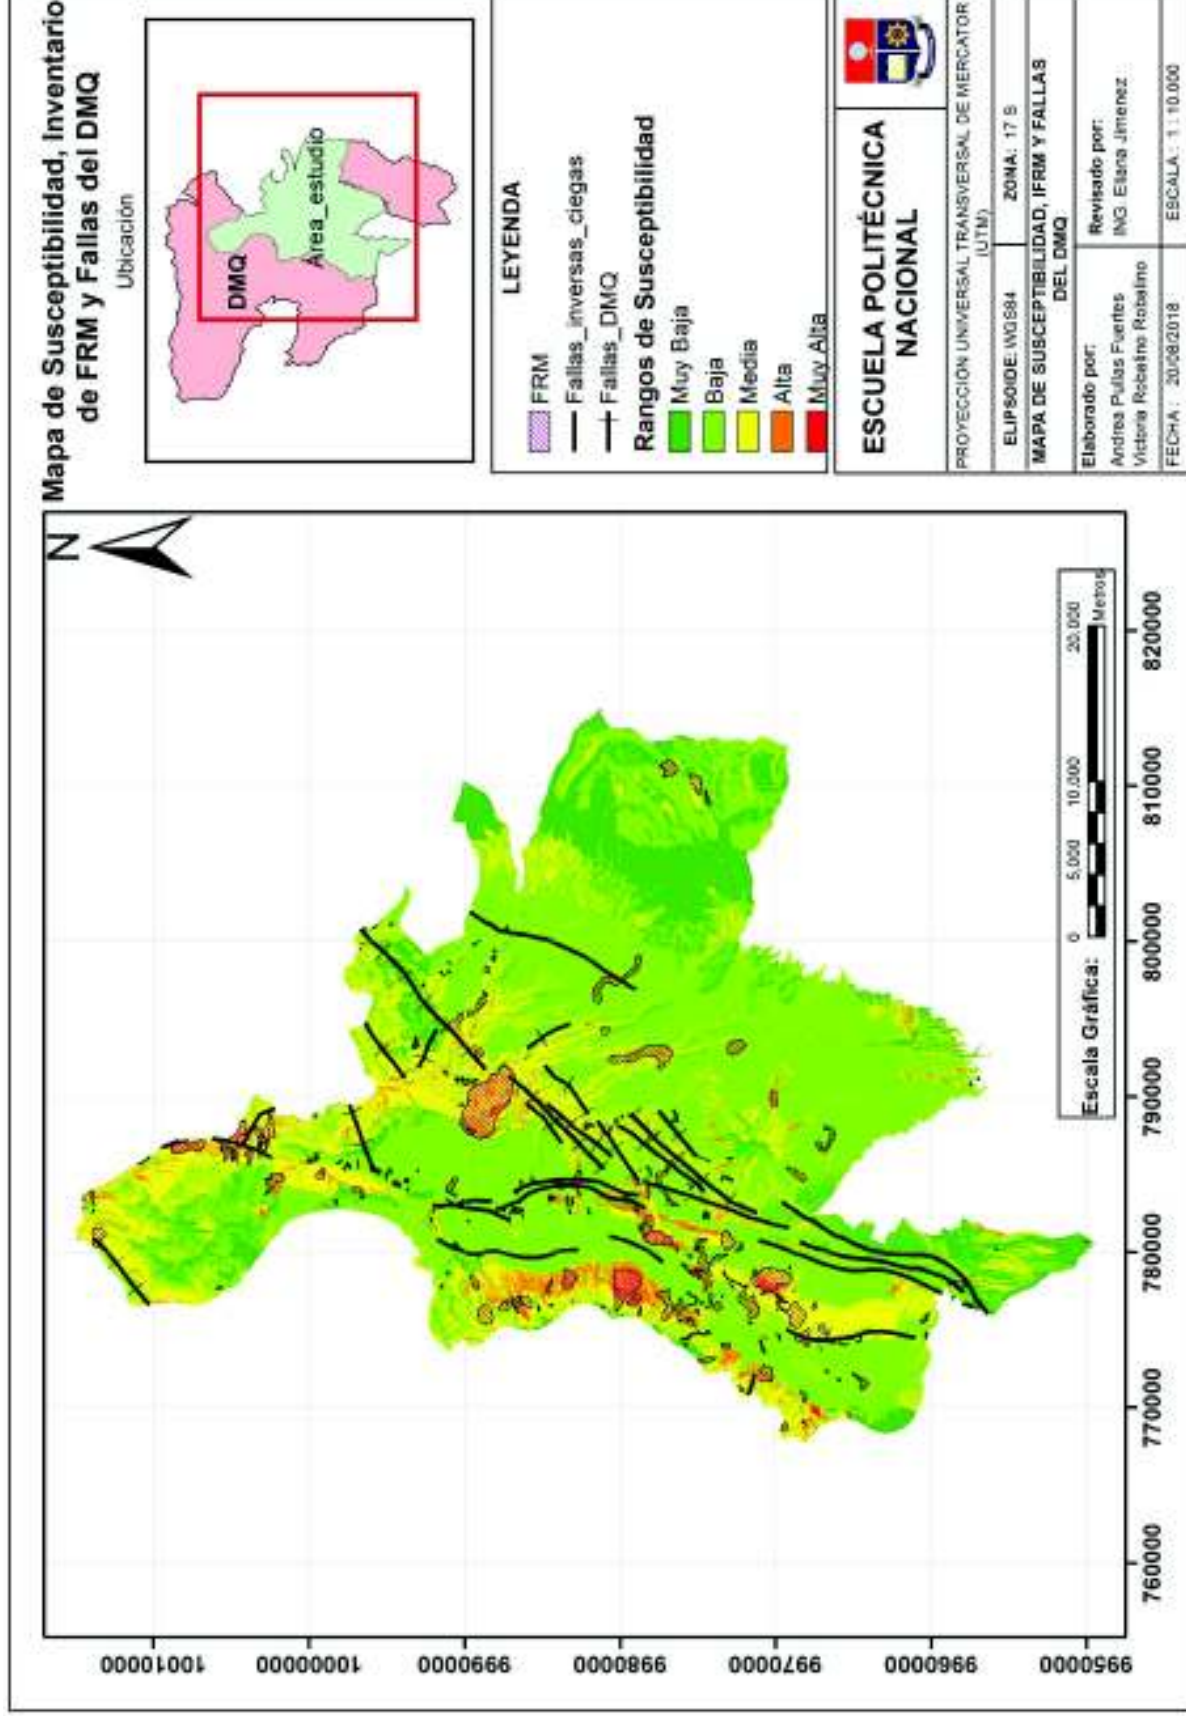 Mapa de Susceptibilidad, Inventario
de FRM y Fallas del DMQ
Ubicación
DMQ
Area_estudio
LEYENDA
FRM
Fallas_inversas_ciegas
Fallas_DMQ
Rangos de Susceptibilidad
Muy Baja
Baja
Media
Alta
Muy Alta
ESCUELA POLITÉCNICA
NACIONAL
PROYECCIÓN UNIVERSAL TRANSVERSAL DE MERCATOR
(UTM)
ELIPSOIDE: WGS84
ZONA: 17 S
MAPA DE SUSCEPTIBILIDAD, IFRM Y FALLAS
DEL DMQ
Elaborado por:
Andrea Pullas Fuertes
Victoria Robalino Robalino
Revisado por:
ING. Eliana Jimenez
FECHA: 20/08/2018
ESCALA: 1 : 10.000
N
10010000
10000000
9990000
9980000
9970000
9960000
9950000
760000
770000
780000
790000
800000
810000
820000
Escala Gráfica:
0
5,000
10.000
20.000
Metros